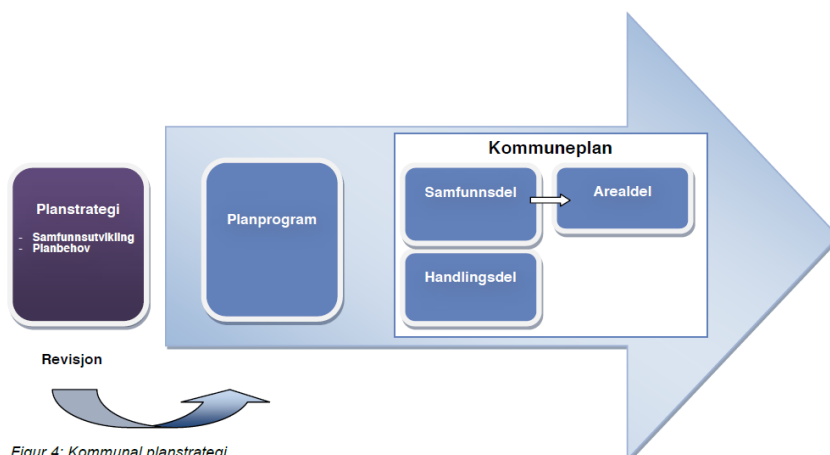 Kommuneplan
Planstrategi
- Samfunnsutvikling
- Planbehov
Planprogram
Samfunnsdel
Arealdel
Handlingsdel
Revisjon
Figur 4: Kommunal planstrategi